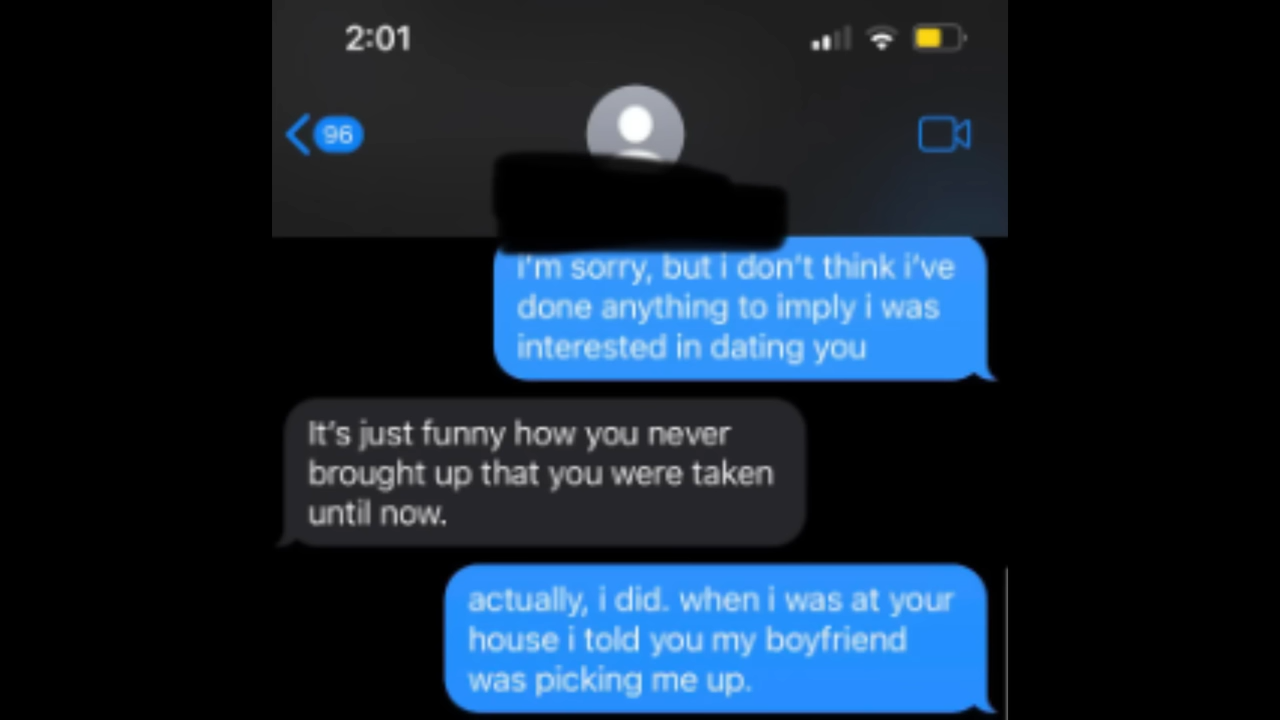 2:01
96
i'm sorry, but i don't think i've
done anything to imply i was
interested in dating you
It's just funny how you never
brought up that you were taken
until now.
actually, i did. when i was at your
house i told you my boyfriend
was picking me up.